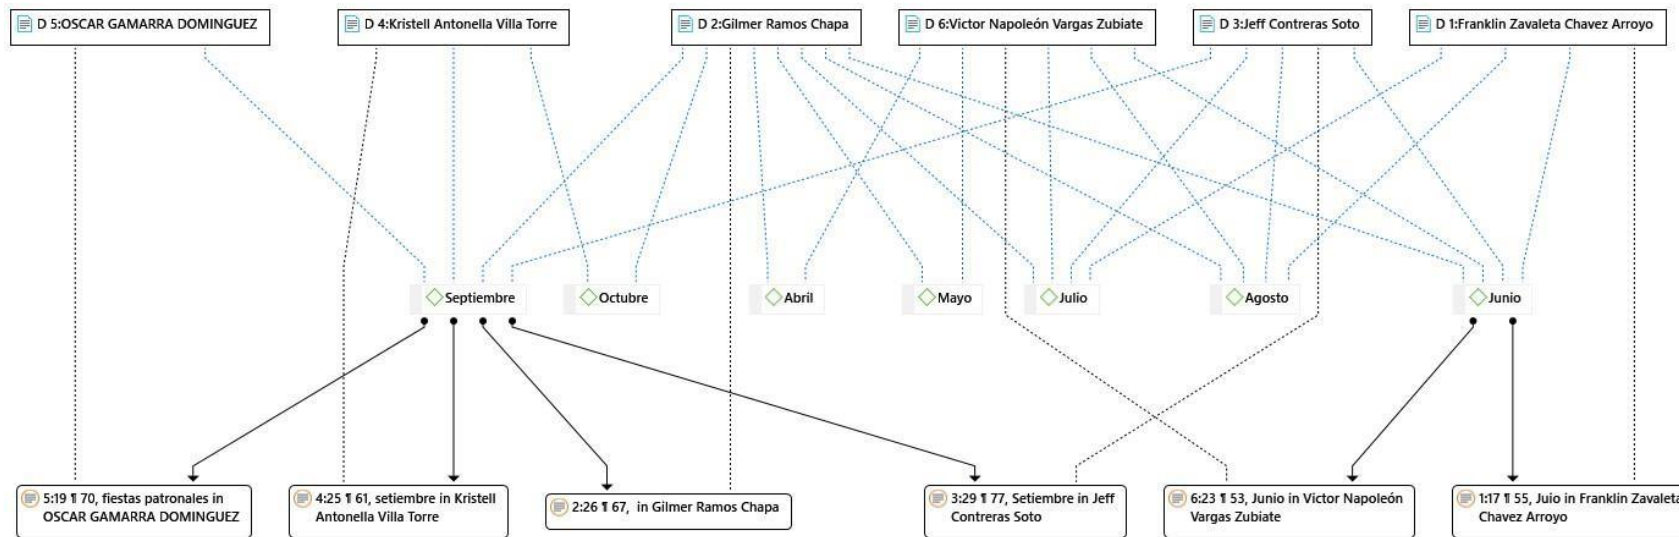 D 5:OSCAR GAMARRA DOMINGUEZ
D 4:Kristell Antonella Villa Torre
D 2:Gilmer Ramos Chapa
D 6:Victor Napoleón Vargas Zubiate
D 3:Jeff Contreras Soto
D 1:Franklin Zavaleta Chavez Arroyo
Septiembre
Octubre
Abril
Mayo
Julio
Agosto
Junio
5:19 ¶ 70, fiestas patronales in
OSCAR GAMARRA DOMINGUEZ
4:25 ¶ 61, setiembre in Kristell
Antonella Villa Torre
2:26 ¶ 67, in Gilmer Ramos Chapa
3:29 ¶ 77, Setiembre in Jeff
Contreras Soto
6:23 ¶ 53, Junio in Victor Napoleón
Vargas Zubiate
1:17 ¶ 55, Juio in Franklin Zavaleta
Chavez Arroyo